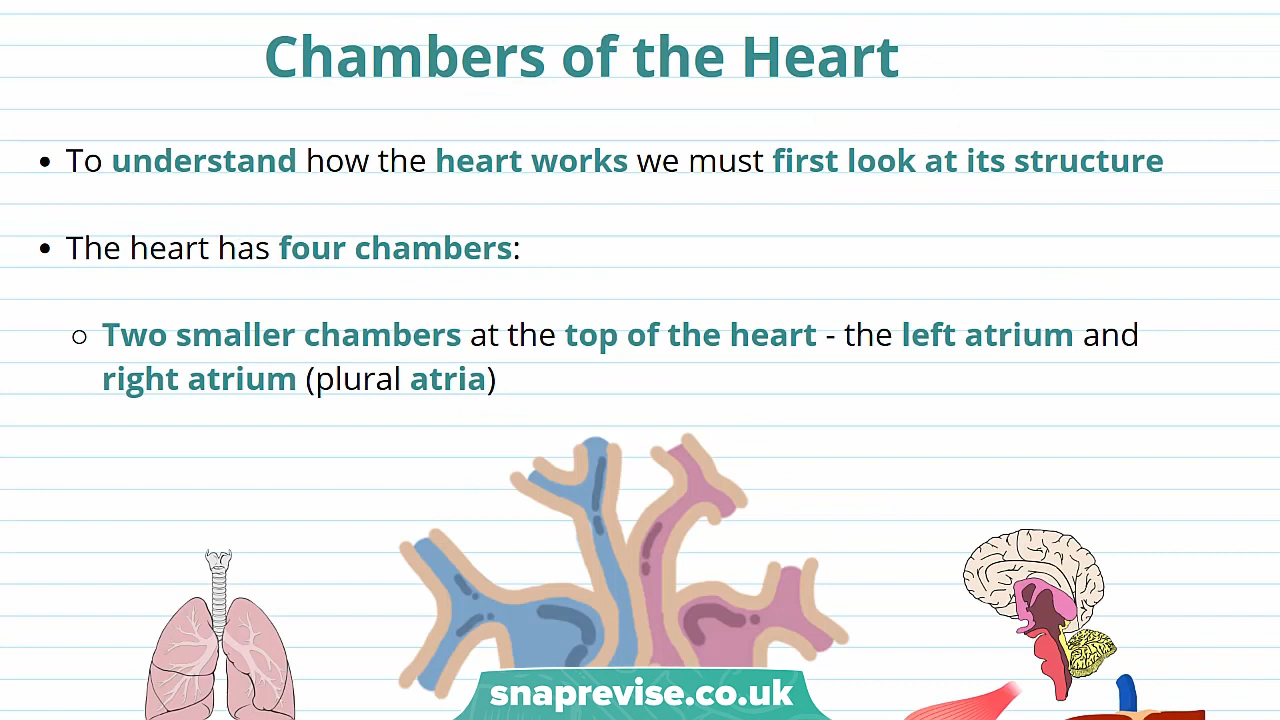 Chambers of the Heart
• To understand how the heart works we must first look at its structure
• The heart has four chambers:
○ Two smaller chambers at the top of the heart - the left atrium and
right atrium (plural atria)
snaprevise.co.uk